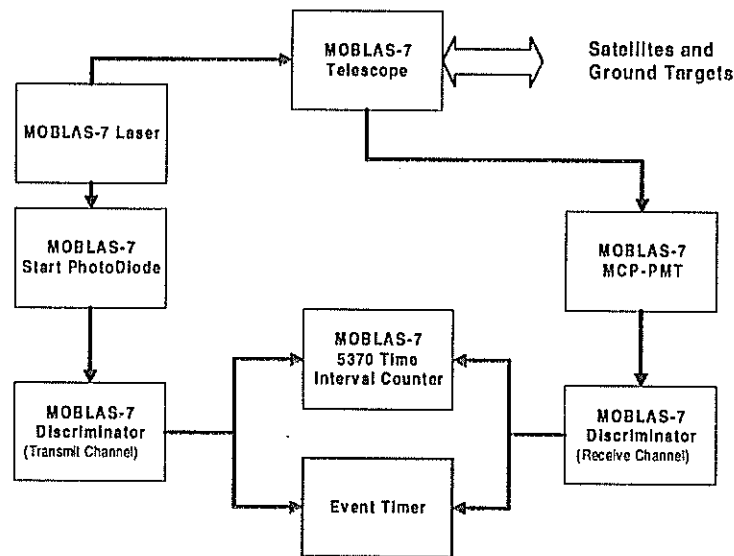 MOBLAS-7
Telescope
Satellites and
Ground Targets
MOBLAS-7 Laser
MOBLAS-7
Start PhotoDiode
MOBLAS-7
MCP-PMT
MOBLAS-7
5370 Time
Interval Counter
MOBLAS-7
Discriminator
(Transmit Channel)
MOBLAS-7
Discriminator
(Receive Channel)
Event Timer